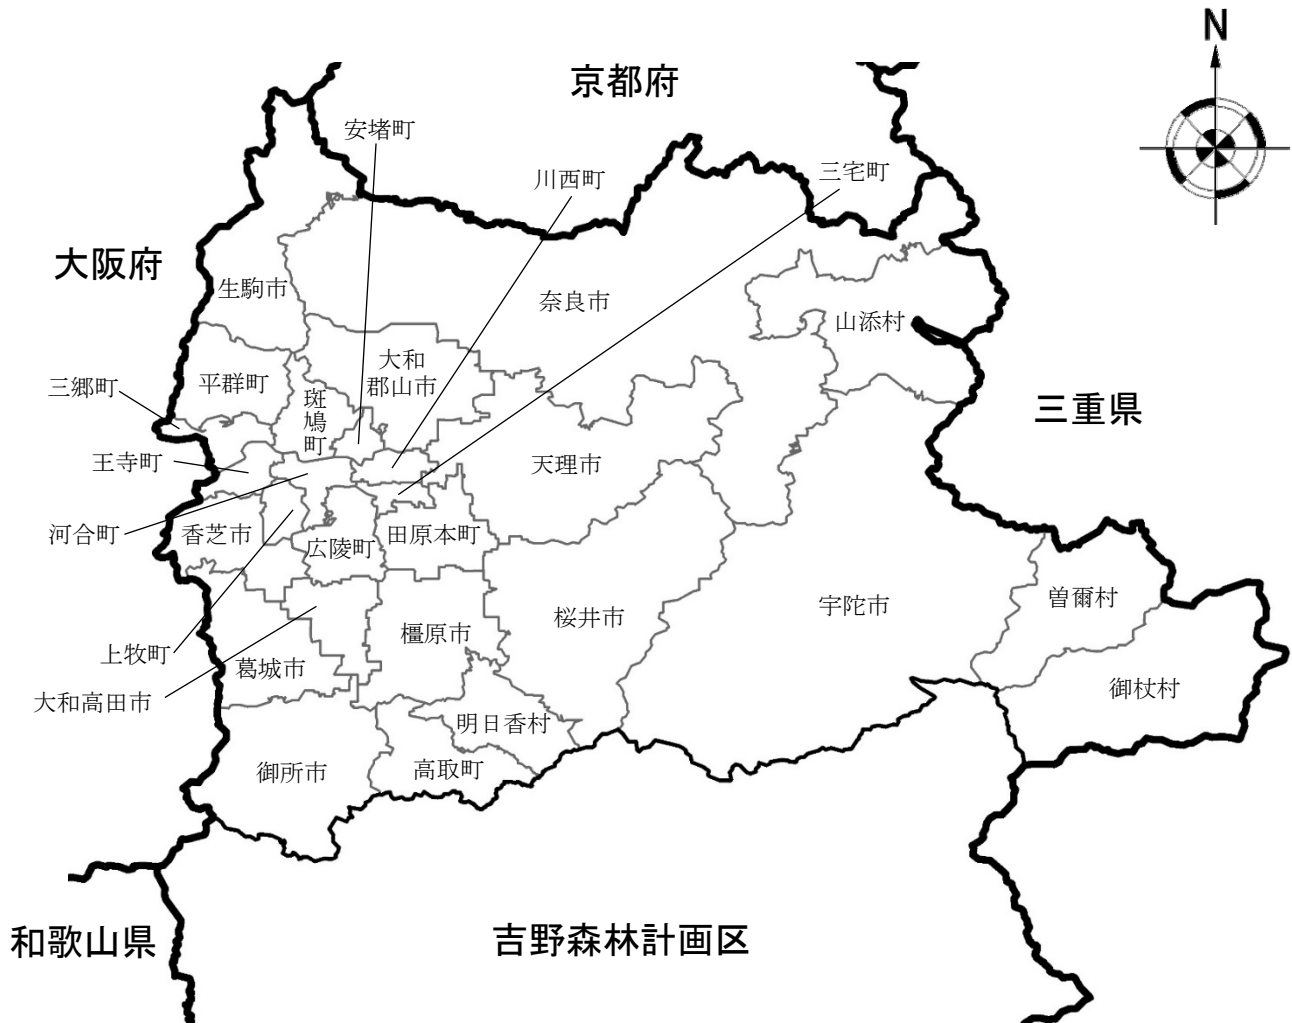 N
京都府
安堵町
川西町
三宅町
大阪府
生駒市
奈良市
山添村
大和
郡山市
三郷町
平群町
斑鳩町
三重県
王寺町
天理市
河合町
香芝市
広陵町
田原本町
上牧町
橿原市
桜井市
宇陀市
曽爾村
葛城市
大和高田市
御杖村
明日香村
御所市
高取町
和歌山県
吉野森林計画区